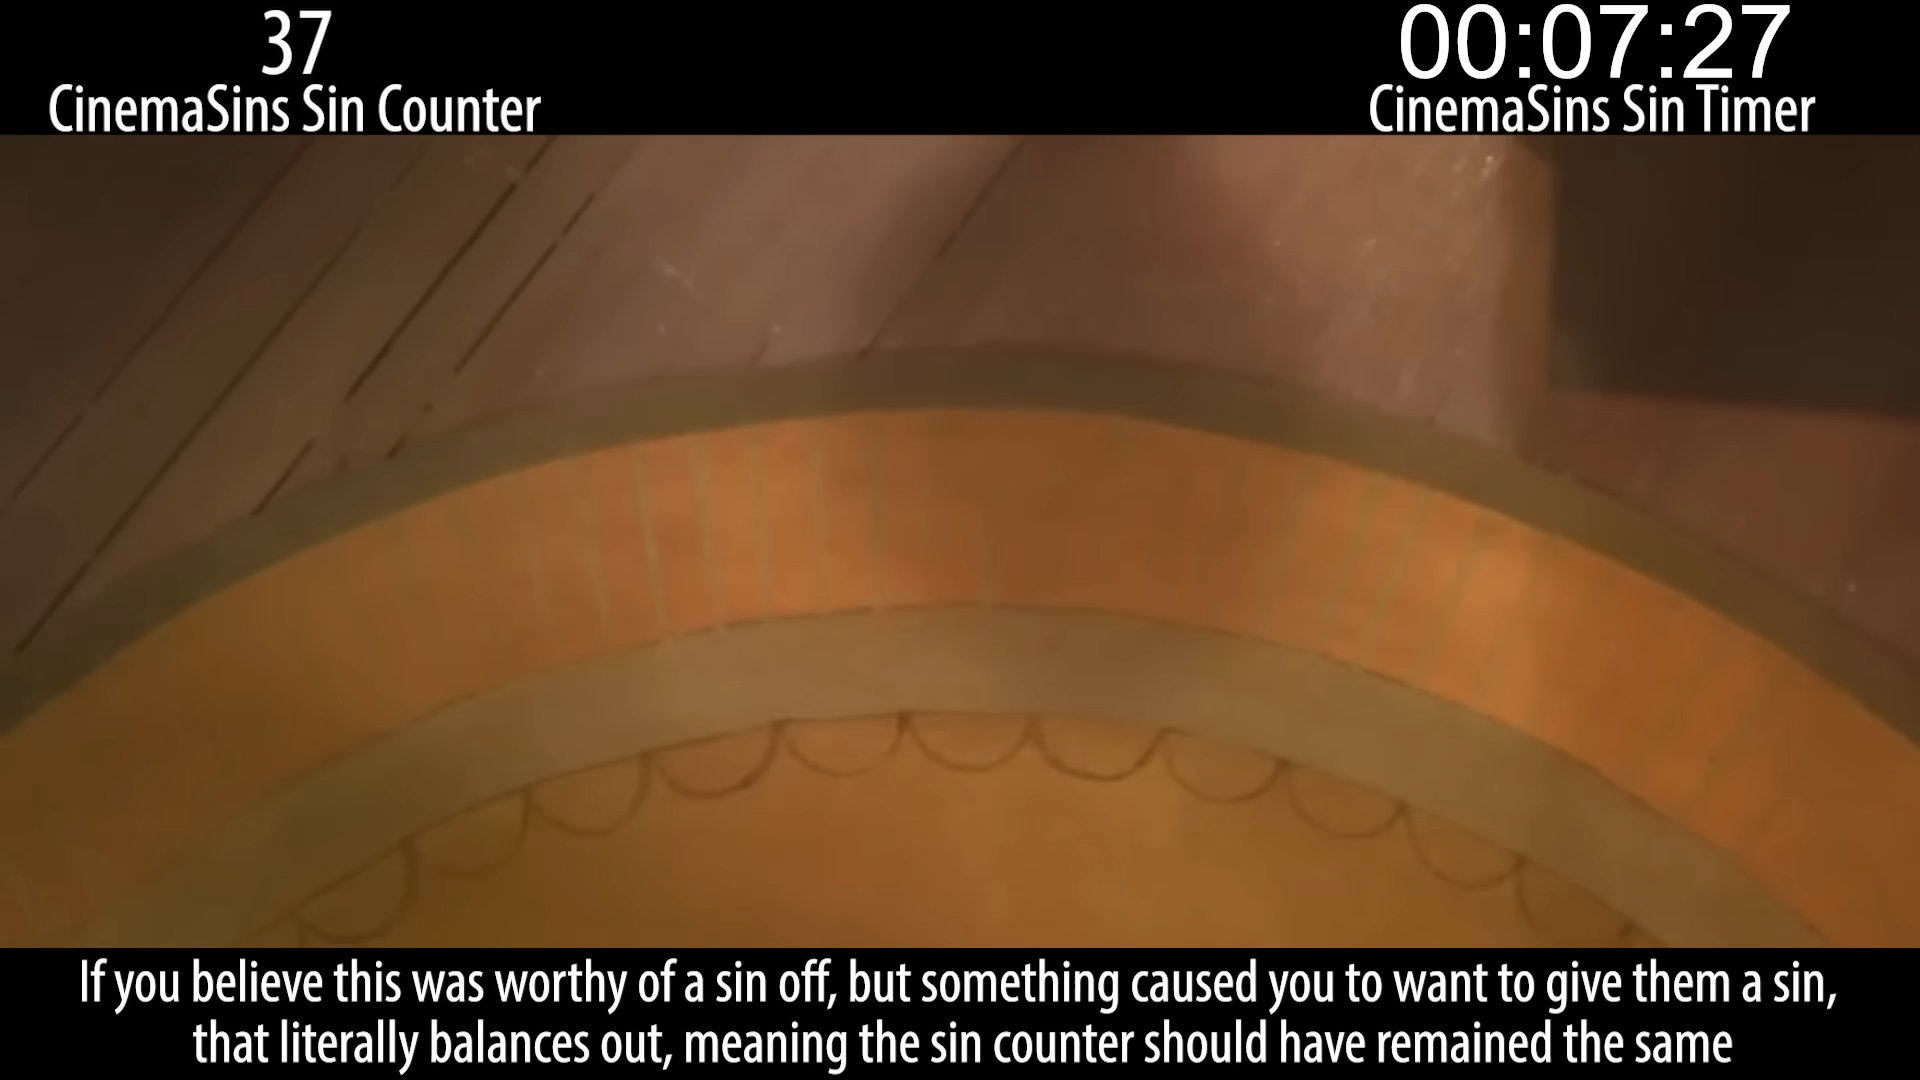 37
CinemaSins Sin Counter
00:07:27
CinemaSins Sin Timer
If you believe this was worthy of a sin off, but something caused you to want to give them a sin,
that literally balances out, meaning the sin counter should have remained the same